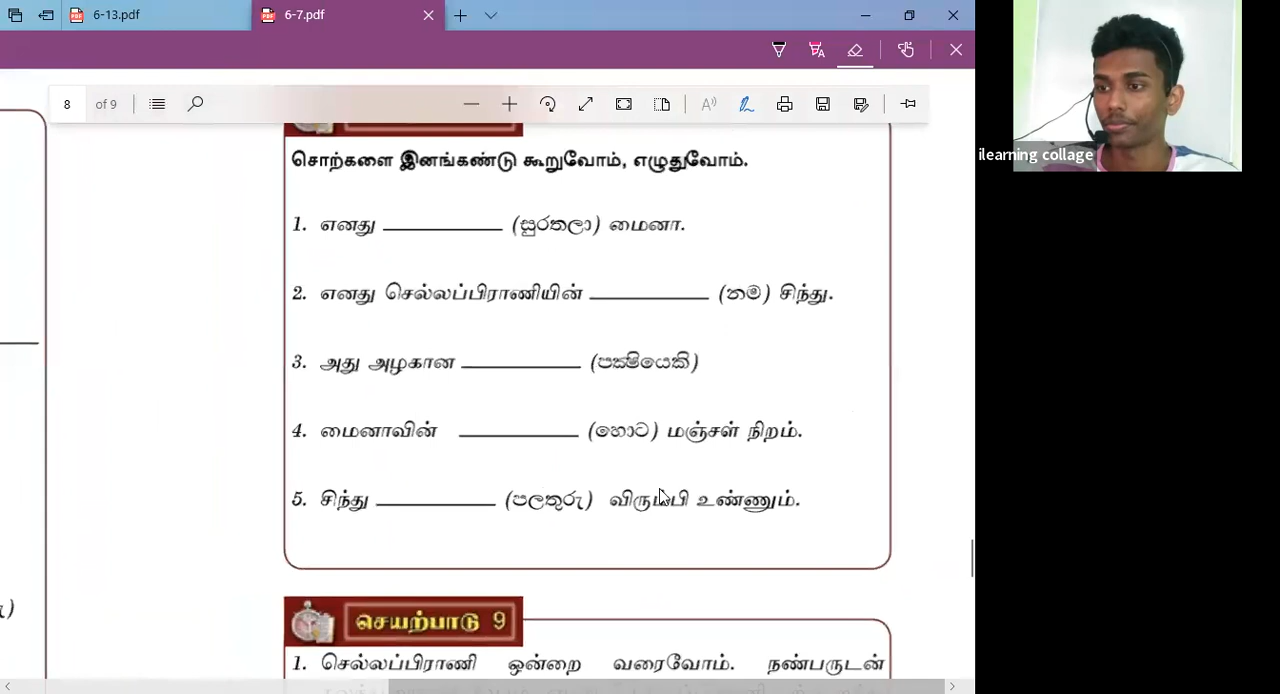 6-13.pdf
6-7.pdf
8 of 9
ilearning collage
சொற்களை இனங்கண்டு கூறுவோம், எழுதுவோம்.
1. எனது ____________ (සුරතලා) மைனா.
2. எனது செல்லப்பிராணியின் ____________ (නම) சிந்து.
3. அது அழகான ____________ (පක්‍ෂියෙකි)
4. மைனாவின் ____________ (හොට) மஞ்சள் நிறம்.
5. சிந்து ____________ (පලතුරු) விரும்பி உண்ணும்.
செயற்பாடு 9
1. செல்லப்பிராணி ஒன்றை வரைவோம். நண்பருடன்